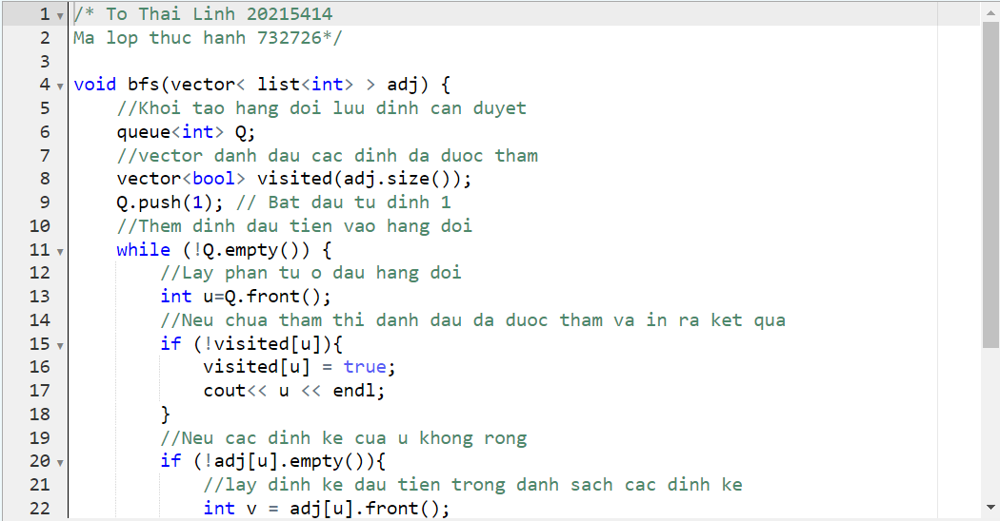 1 /* To Thai Linh 20215414
2 Ma lop thuc hanh 732726*/
3
4 void bfs(vector< list<int> > adj) {
5 //Khoi tao hang doi luu dinh can duyet
6 queue<int> Q;
7 //vector danh dau cac dinh da duoc tham
8 vector<bool> visited(adj.size());
9 Q.push(1); // Bat dau tu dinh 1
10 //Them dinh dau tien vao hang doi
11 while (!Q.empty()) {
12 //Lay phan tu o dau hang doi
13 int u=Q.front();
14 //Neu chua tham thi danh dau da duoc tham va in ra ket qua
15 if (!visited[u]){
16 visited[u] = true;
17 cout<< u << endl;
18 }
19 //Neu cac dinh ke cua u khong rong
20 if (!adj[u].empty()){
21 //lay dinh ke dau tien trong danh sach cac dinh ke
22 int v = adj[u].front();